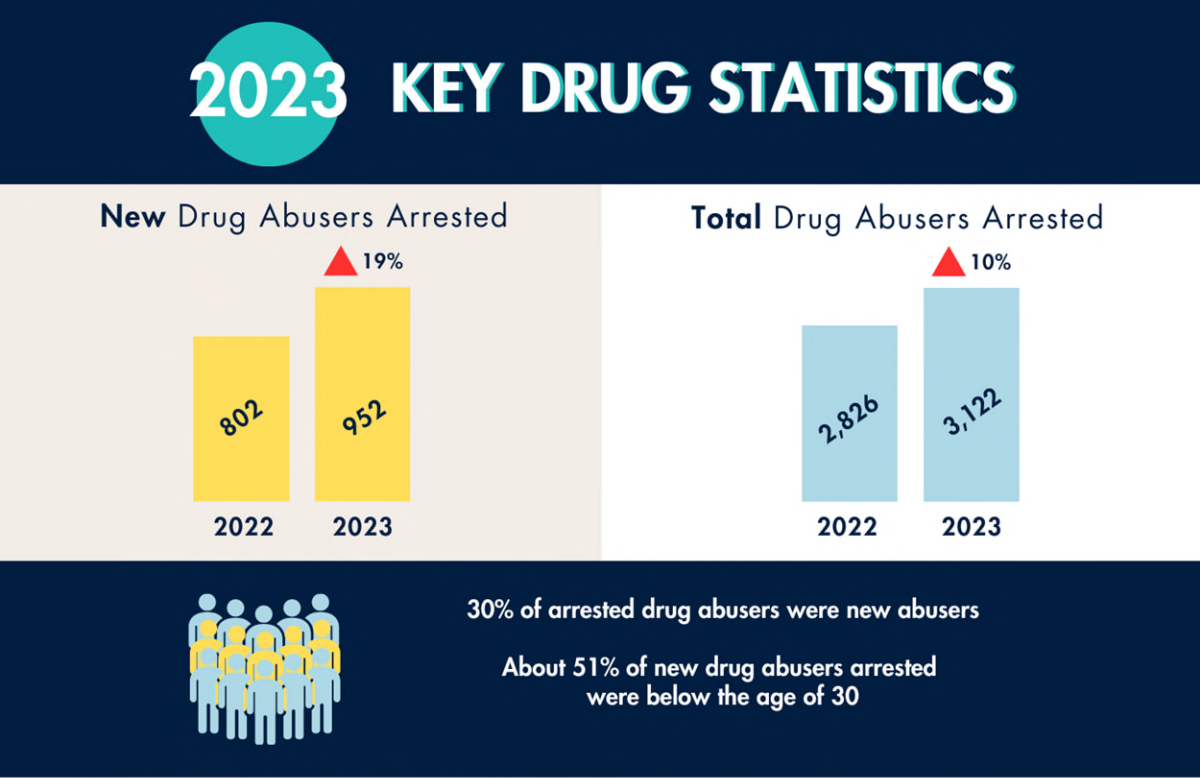 2023 KEY DRUG STATISTICS
New Drug Abusers Arrested
19%
802
952
2022
2023
Total Drug Abusers Arrested
10%
2,826
3,122
2022
2023
30% of arrested drug abusers were new abusers
About 51% of new drug abusers arrested
were below the age of 30